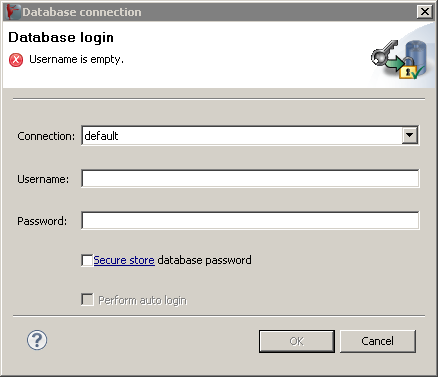 Database connection
Database login
Username is empty.
Connection: default
Username:
Password:
Secure store database password
Perform auto login
? OK Cancel